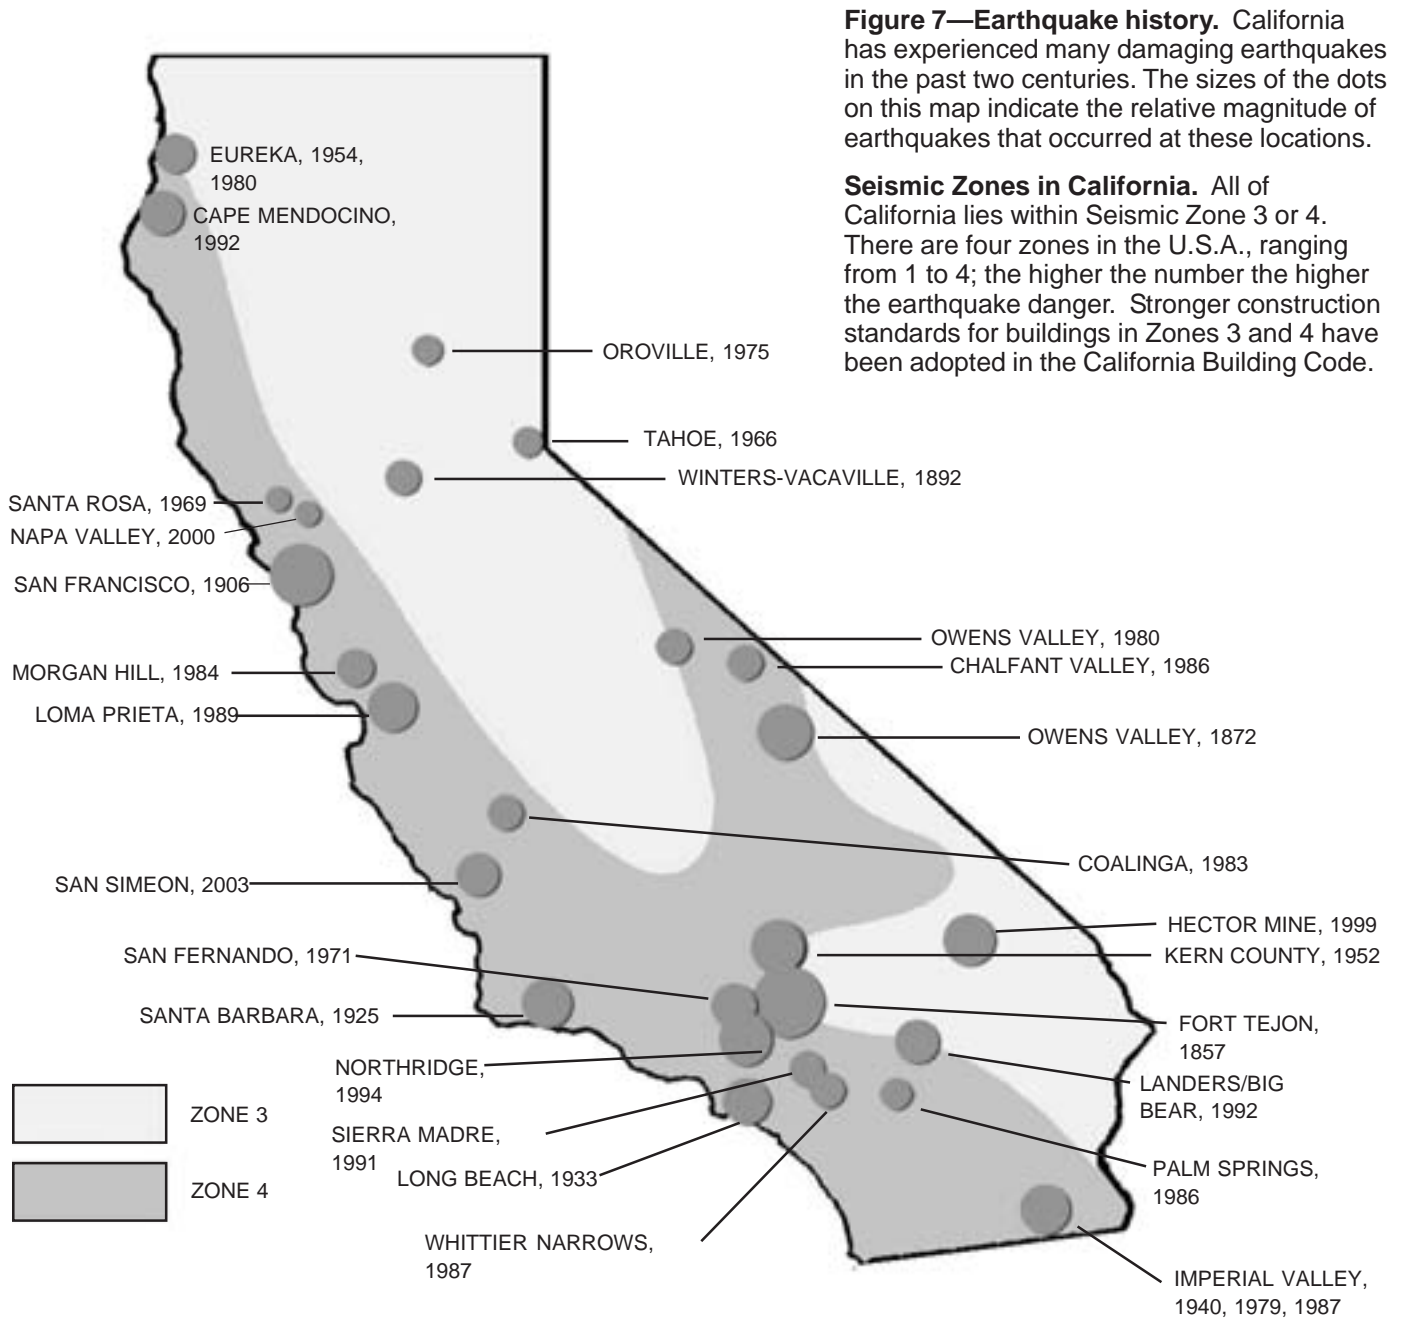 Figure 7—Earthquake history. California
has experienced many damaging earthquakes
in the past two centuries. The sizes of the dots
on this map indicate the relative magnitude of
earthquakes that occurred at these locations.
Seismic Zones in California. All of
California lies within Seismic Zone 3 or 4.
There are four zones in the U.S.A., ranging
from 1 to 4; the higher the number the higher
the earthquake danger. Stronger construction
standards for buildings in Zones 3 and 4 have
been adopted in the California Building Code.
EUREKA, 1954,
1980
CAPE MENDOCINO,
1992
OROVILLE, 1975
TAHOE, 1966
WINTERS-VACAVILLE, 1892
SANTA ROSA, 1969
NAPA VALLEY, 2000
SAN FRANCISCO, 1906
OWENS VALLEY, 1980
CHALFANT VALLEY, 1986
MORGAN HILL, 1984
LOMA PRIETA, 1989
OWENS VALLEY, 1872
COALINGA, 1983
SAN SIMEON, 2003
HECTOR MINE, 1999
KERN COUNTY, 1952
SAN FERNANDO, 1971
SANTA BARBARA, 1925
FORT TEJON,
1857
NORTHRIDGE,
1994
LANDERS/BIG
BEAR, 1992
ZONE 3
SIERRA MADRE,
1991
LONG BEACH, 1933
PALM SPRINGS,
1986
ZONE 4
WHITTIER NARROWS,
1987
IMPERIAL VALLEY,
1940, 1979, 1987